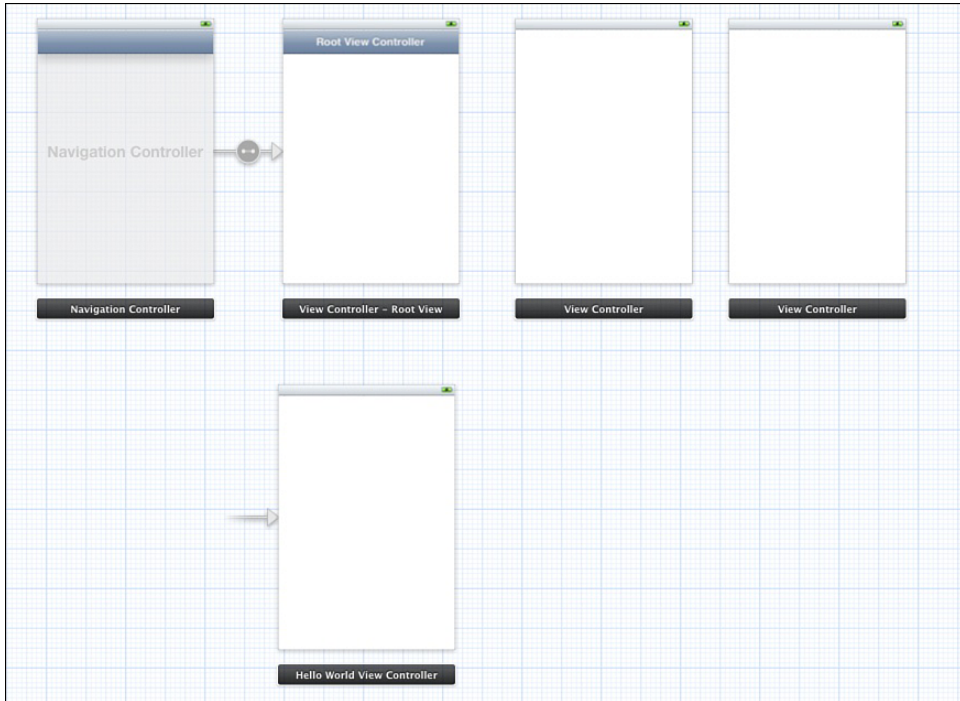 Root View Controller
Navigation Controller
Navigation Controller
View Controller – Root View
View Controller
View Controller
Hello World View Controller